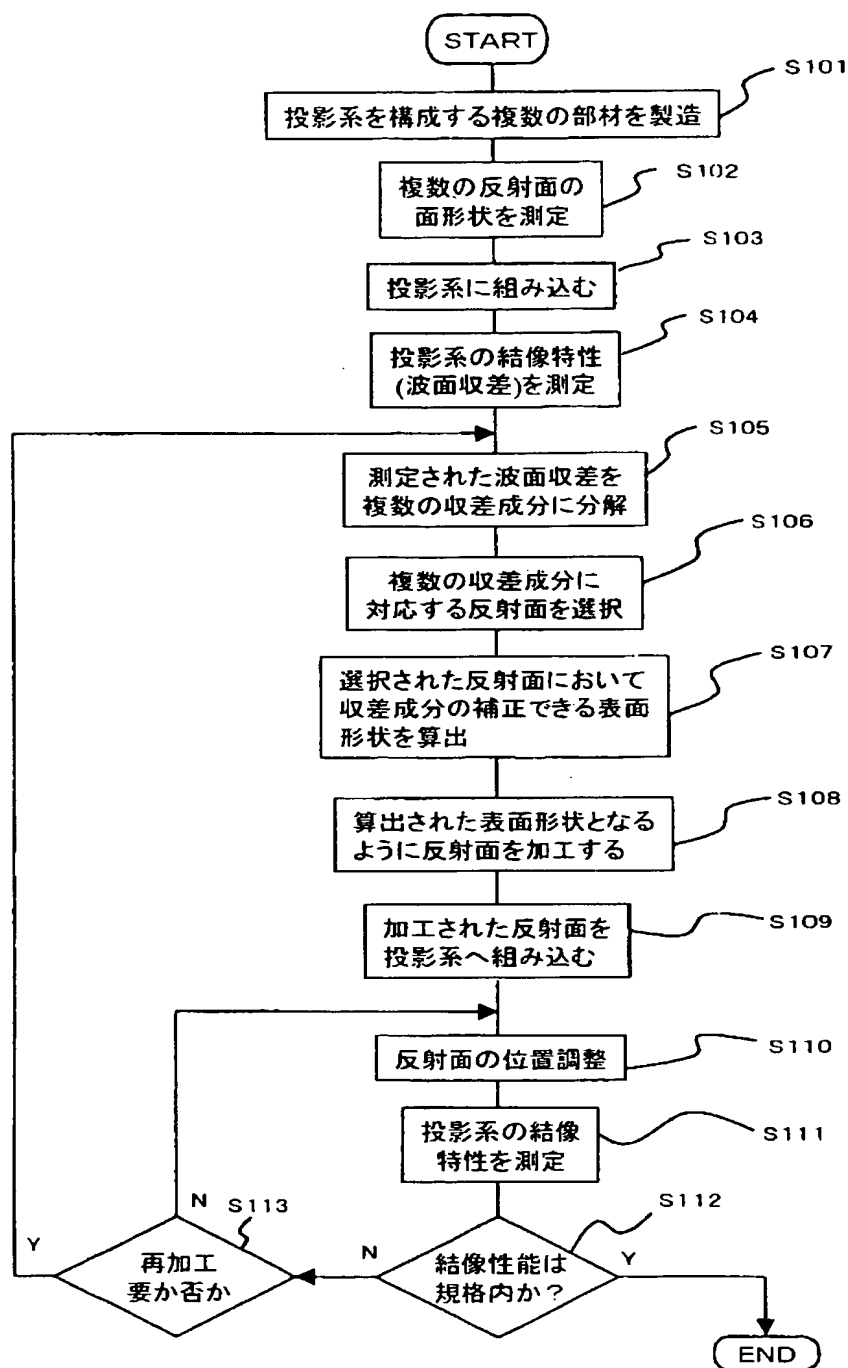 START
S101
投影系を構成する複数の部材を製造
S102
複数の反射面の
面形状を測定
S103
投影系に組み込む
S104
投影系の結像特性
(波面収差)を測定
S105
測定された波面収差を
複数の収差成分に分解
S106
複数の収差成分に
対応する反射面を選択
S107
選択された反射面において
収差成分の補正できる表面
形状を算出
S108
算出された表面形状となる
ように反射面を加工する
S109
加工された反射面を
投影系へ組み込む
S110
反射面の位置調整
S111
投影系の結像
特性を測定
S112
結像性能は
規格内か?
N
Y
S113
再加工
要か否か
N
Y
END